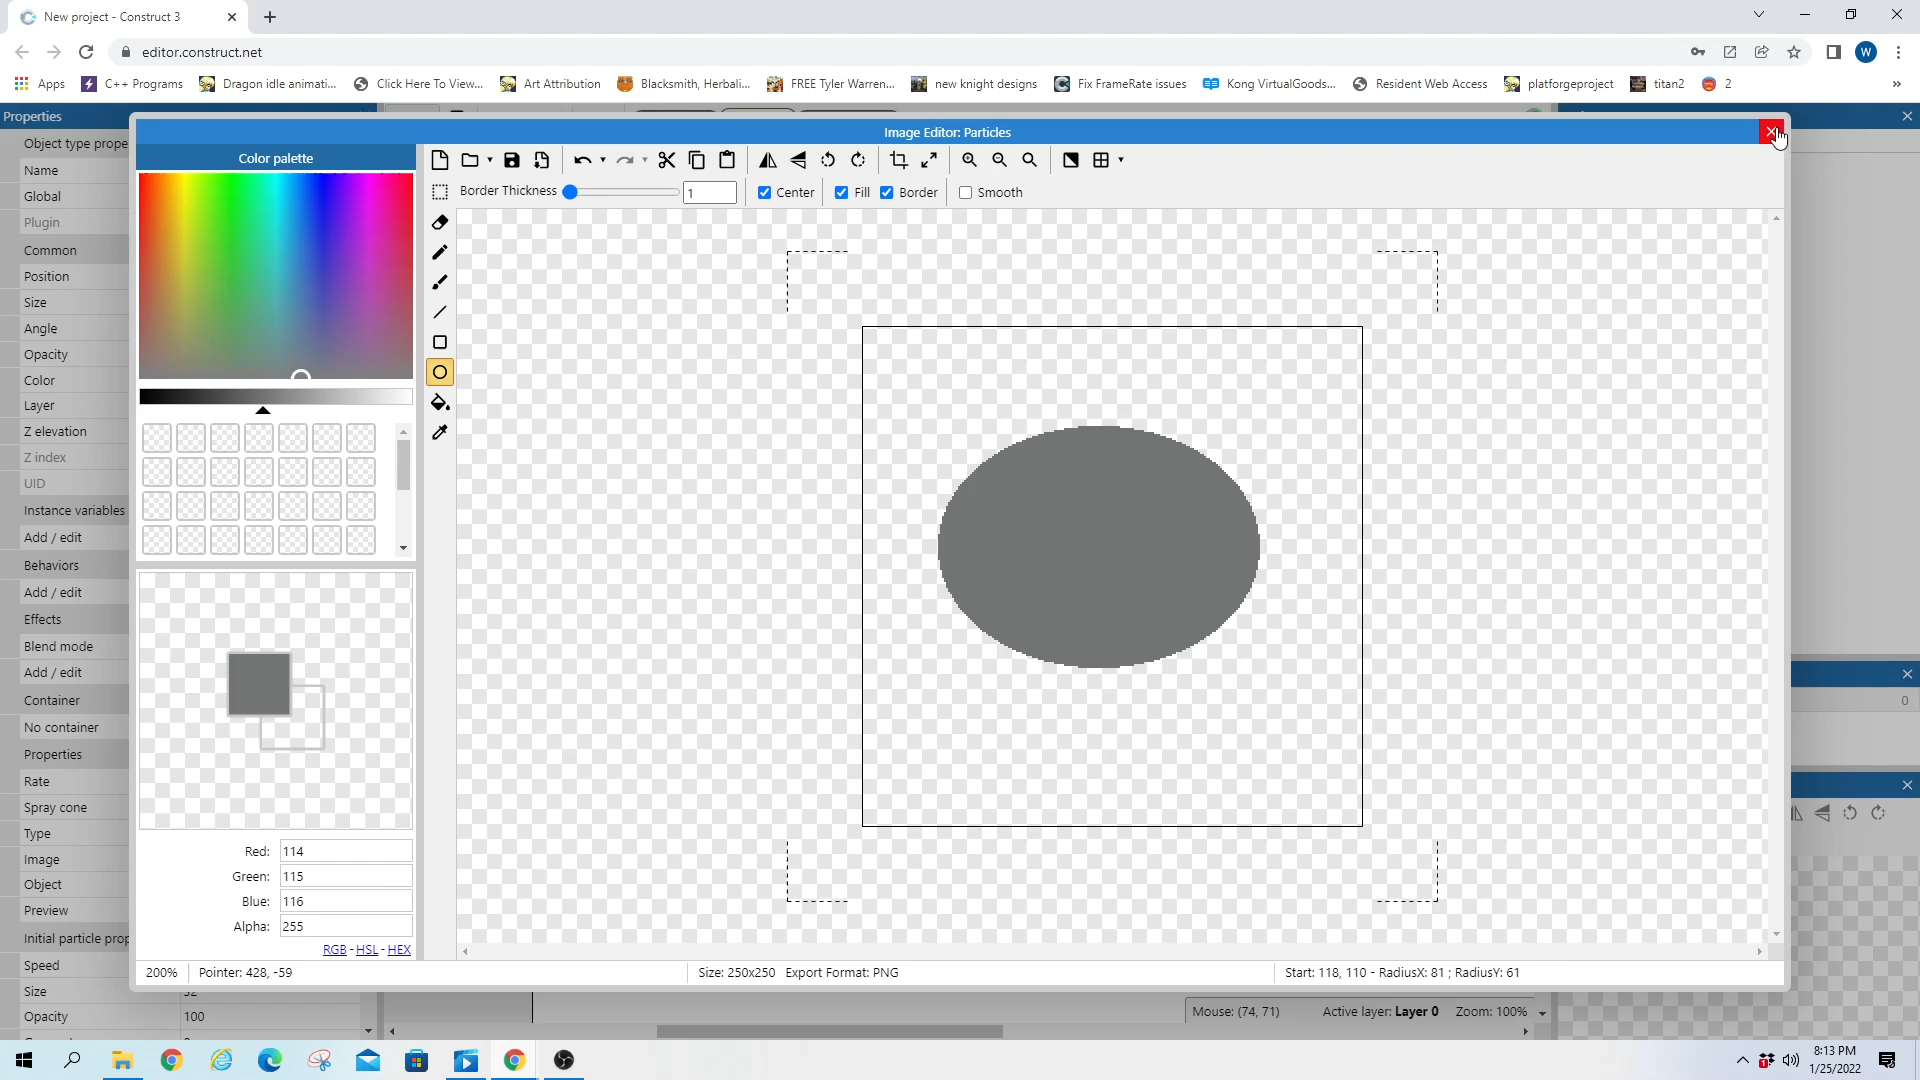 New project - Construct 3
editor.construct.net
W
Apps
C++ Programs
Dragon idle animati...
Click Here To View...
Art Attribution
Blacksmith, Herbali...
FREE Tyler Warren...
new knight designs
Fix FrameRate issues
Kong VirtualGoods...
Resident Web Access
platforgeproject
titan2
2
»
Properties
Image Editor: Particles
Object type prope
Name
Global
Plugin
Common
Position
Size
Angle
Opacity
Color
Layer
Z elevation
Z index
UID
Instance variables
Add / edit
Behaviors
Add / edit
Effects
Blend mode
Add / edit
Container
No container
Properties
Rate
Spray cone
Type
Image
Object
Preview
Initial particle prop
Speed
Size
Opacity
100
Color palette
Border Thickness
1
Center
Fill
Border
Smooth
Red: 114
Green: 115
Blue: 116
Alpha: 255
RGB - HSL - HEX
200%
Pointer: 428, -59
Size: 250x250 Export Format: PNG
Start: 118, 110 - RadiusX: 81 ; RadiusY: 61
0
Mouse: (74, 71)
Active layer: Layer 0
Zoom: 100%
8:13 PM
1/25/2022